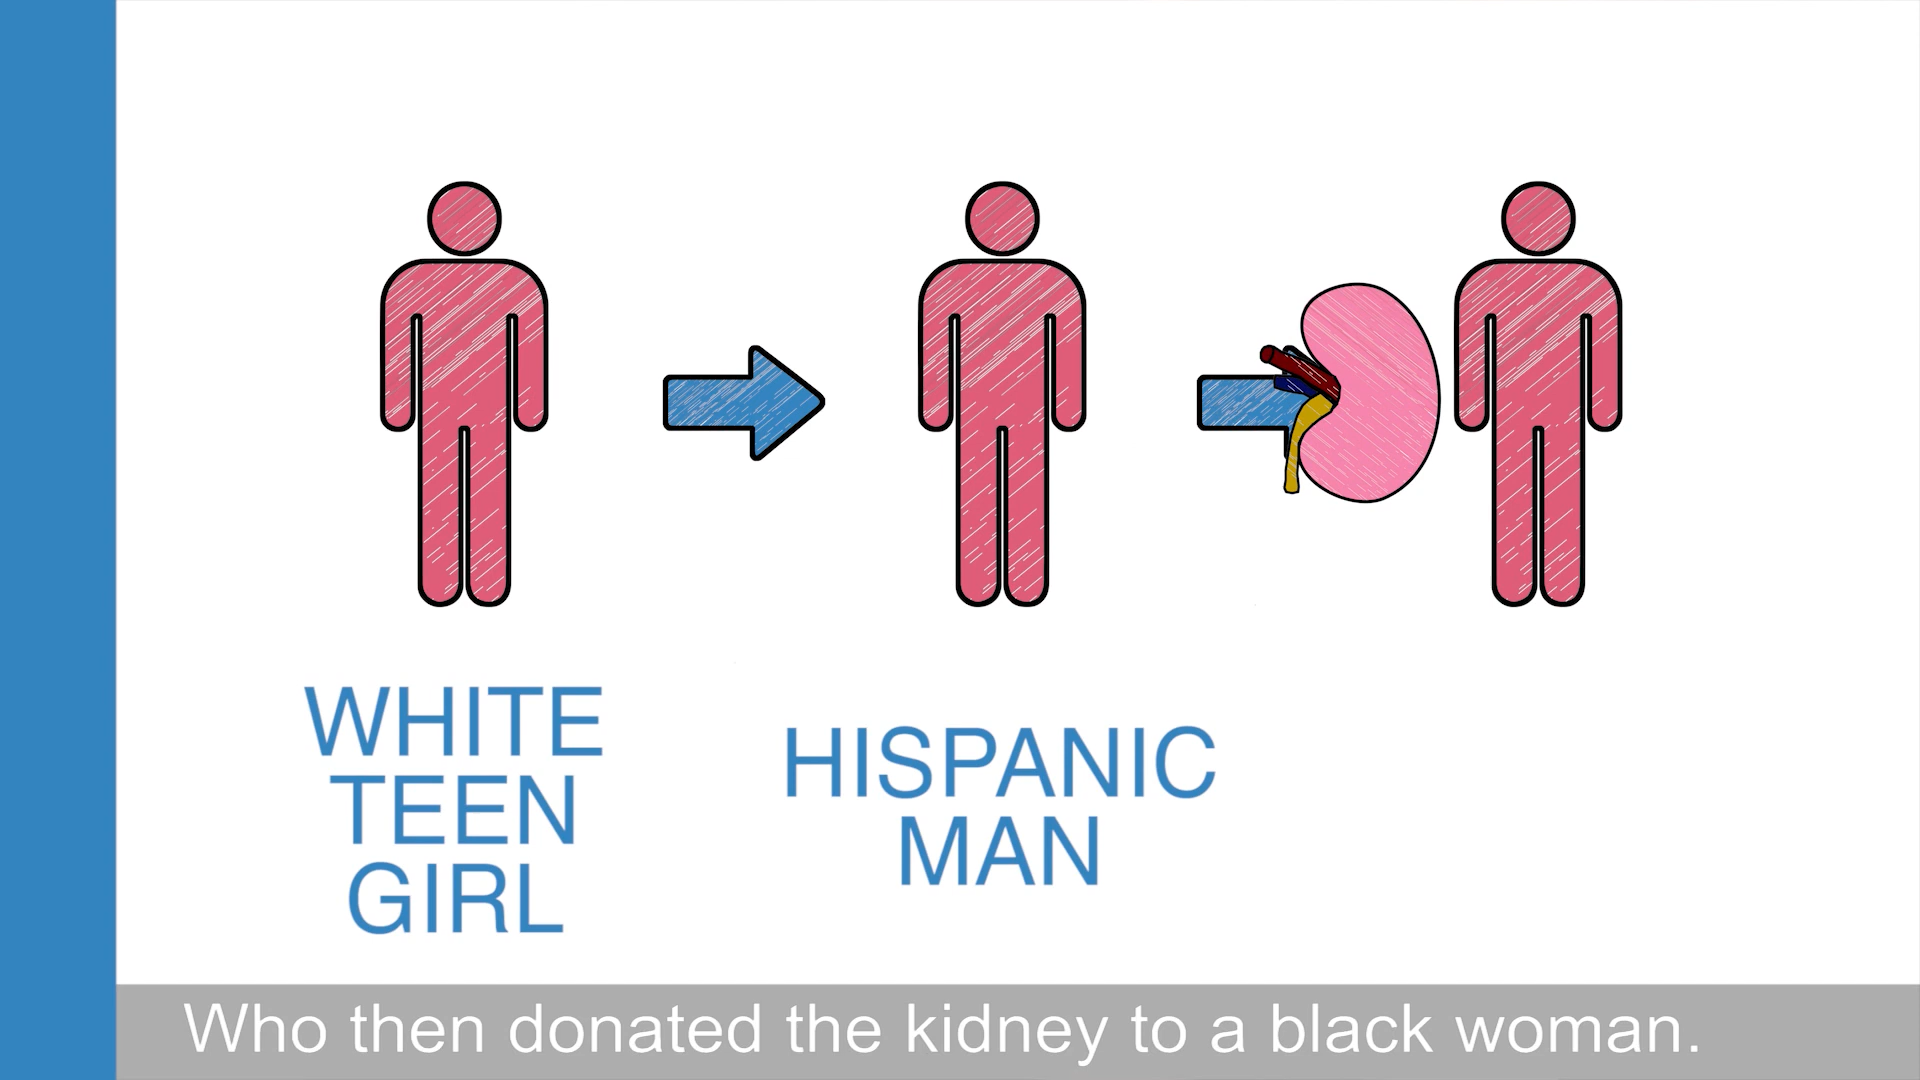 WHITE
TEEN
GIRL
HISPANIC
MAN
Who then donated the kidney to a black woman.